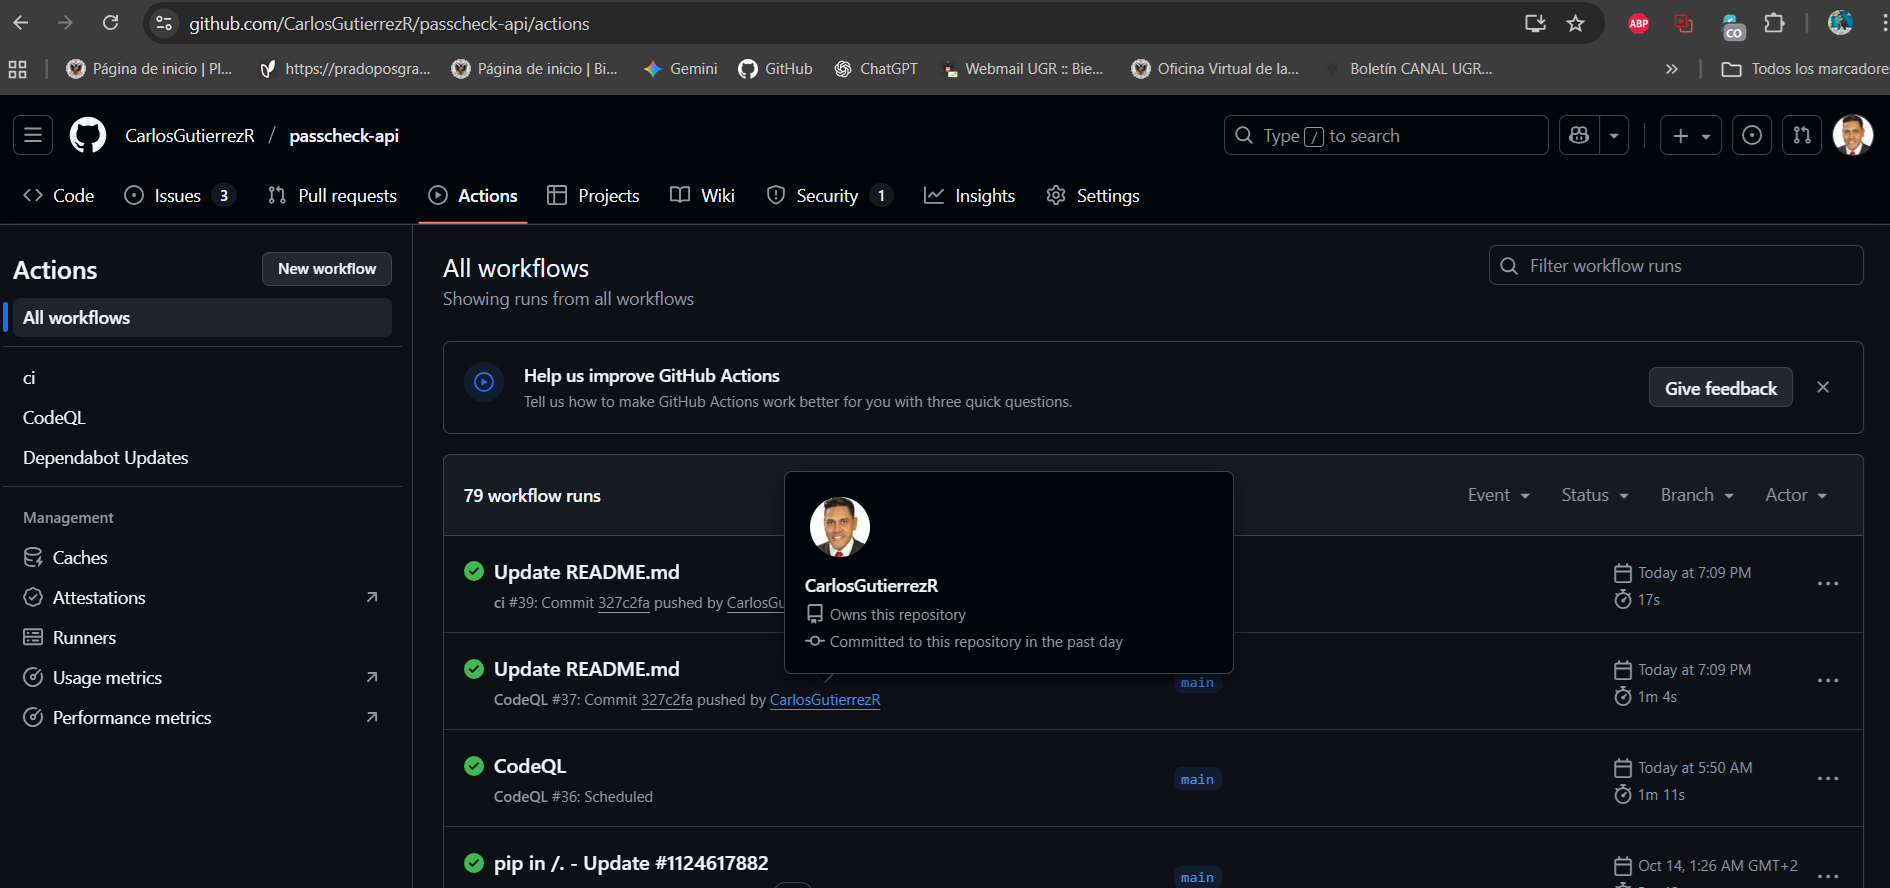 github.com/CarlosGutierrezR/passcheck-api/actions
ABP
CO
Página de inicio | Pl...
https://pradoposgra...
Página de inicio | Bi...
Gemini
GitHub
ChatGPT
Webmail UGR :: Bie...
Oficina Virtual de la...
Boletín CANAL UGR...
»
Todos los marcadore
CarlosGutierrezR / passcheck-api
Type / to search
Code
Issues 3
Pull requests
Actions
Projects
Wiki
Security 1
Insights
Settings
Actions
New workflow
All workflows
ci
CodeQL
Dependabot Updates
Management
Caches
Attestations
Runners
Usage metrics
Performance metrics
All workflows
Showing runs from all workflows
Filter workflow runs
Help us improve GitHub Actions
Tell us how to make GitHub Actions work better for you with three quick questions.
Give feedback
79 workflow runs
Event
Status
Branch
Actor
CarlosGutierrezR
Owns this repository
Committed to this repository in the past day
Update README.md
ci #39: Commit 327c2fa pushed by CarlosGu
Today at 7:09 PM
17s
Update README.md
CodeQL #37: Commit 327c2fa pushed by CarlosGutierrezR
main
Today at 7:09 PM
1m 4s
CodeQL
CodeQL #36: Scheduled
main
Today at 5:50 AM
1m 11s
pip in /. - Update #1124617882
main
Oct 14, 1:26 AM GMT+2